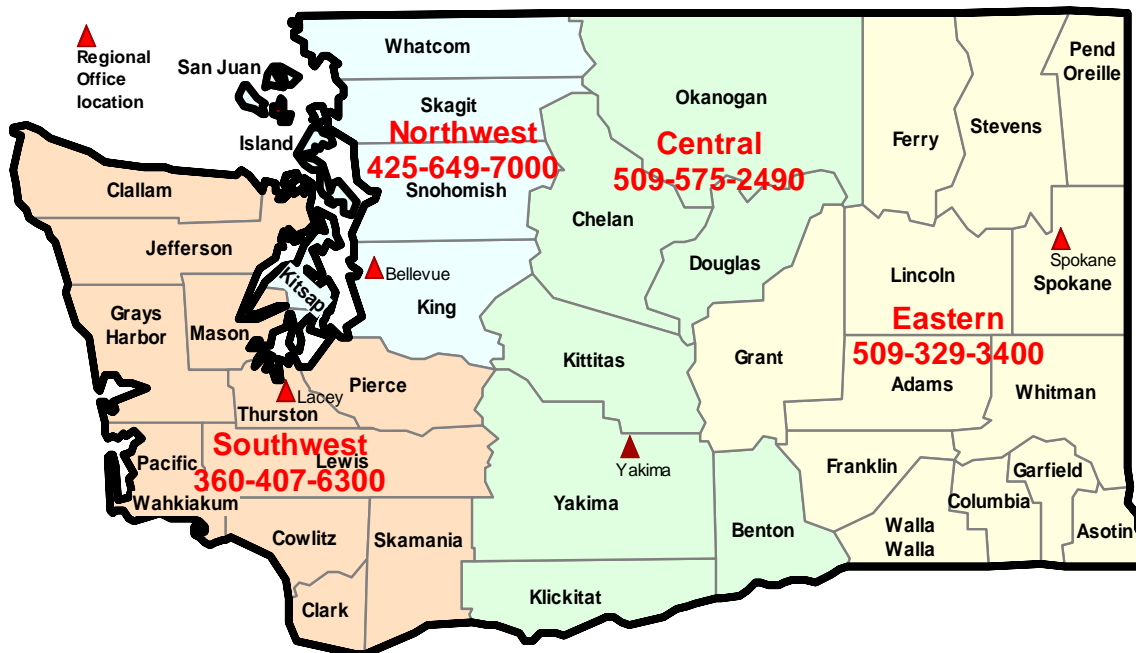 Regional
Office
location
Whatcom
San Juan
Skagit
Island
Northwest
425-649-7000
Snohomish
Okanogan
Central
509-575-2490
Ferry
Stevens
Pend
Oreille
Clallam
Jefferson
Chelan
Douglas
Kitsap
Bellevue
King
Lincoln
Spokane
Spokane
Grays
Harbor
Mason
Kittitas
Grant
Eastern
509-329-3400
Adams
Whitman
Pierce
Lacey
Thurston
Southwest
Lewis
360-407-6300
Pacific
Wahkiakum
Yakima
Yakima
Franklin
Columbia
Garfield
Cowlitz
Skamania
Benton
Walla
Walla
Asotin
Clark
Klickitat